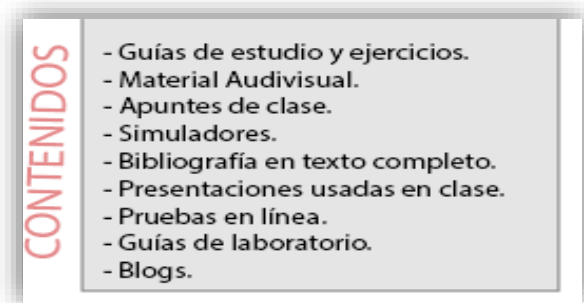 CONTENIDOS
- Guías de estudio y ejercicios.
- Material Audivisual.
- Apuntes de clase.
- Simuladores.
- Bibliografía en texto completo.
- Presentaciones usadas en clase.
- Pruebas en línea.
- Guías de laboratorio.
- Blogs.